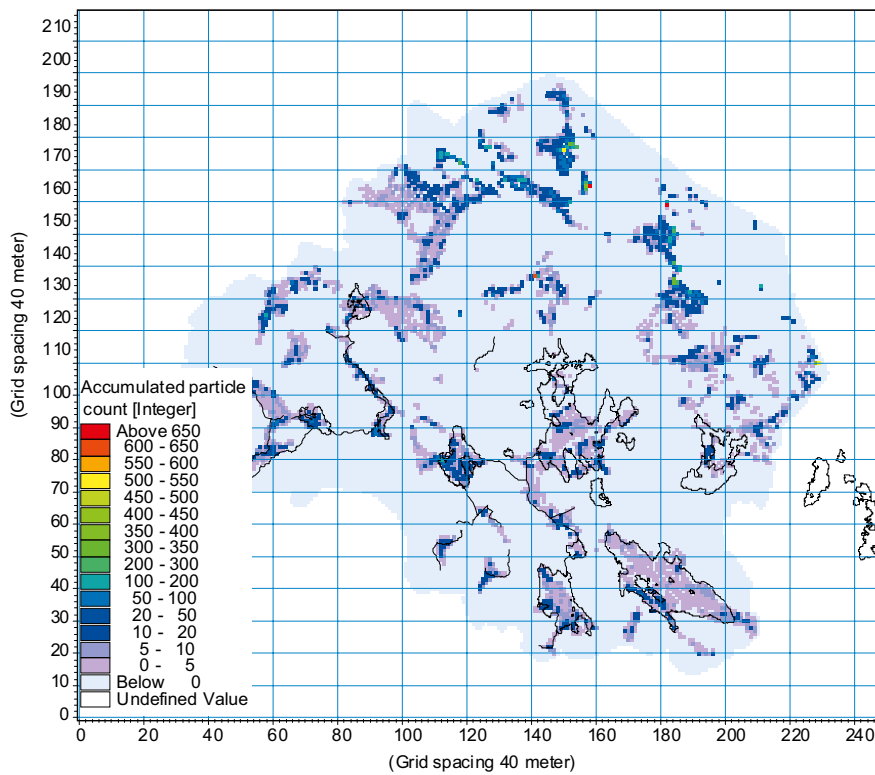 210
200
190
180
170
160
150
140
130
120
110
100
90
80
70
60
50
40
30
20
10
0
(Grid spacing 40 meter)
Accumulated particle
count [Integer]
Above 650
600 - 650
550 - 600
500 - 550
450 - 500
400 - 450
350 - 400
300 - 350
200 - 300
100 - 200
50 - 100
20 - 50
10 - 20
5 - 10
0 - 5
Below 0
Undefined Value
0 20 40 60 80 100 120 140 160 180 200 220 240
(Grid spacing 40 meter)